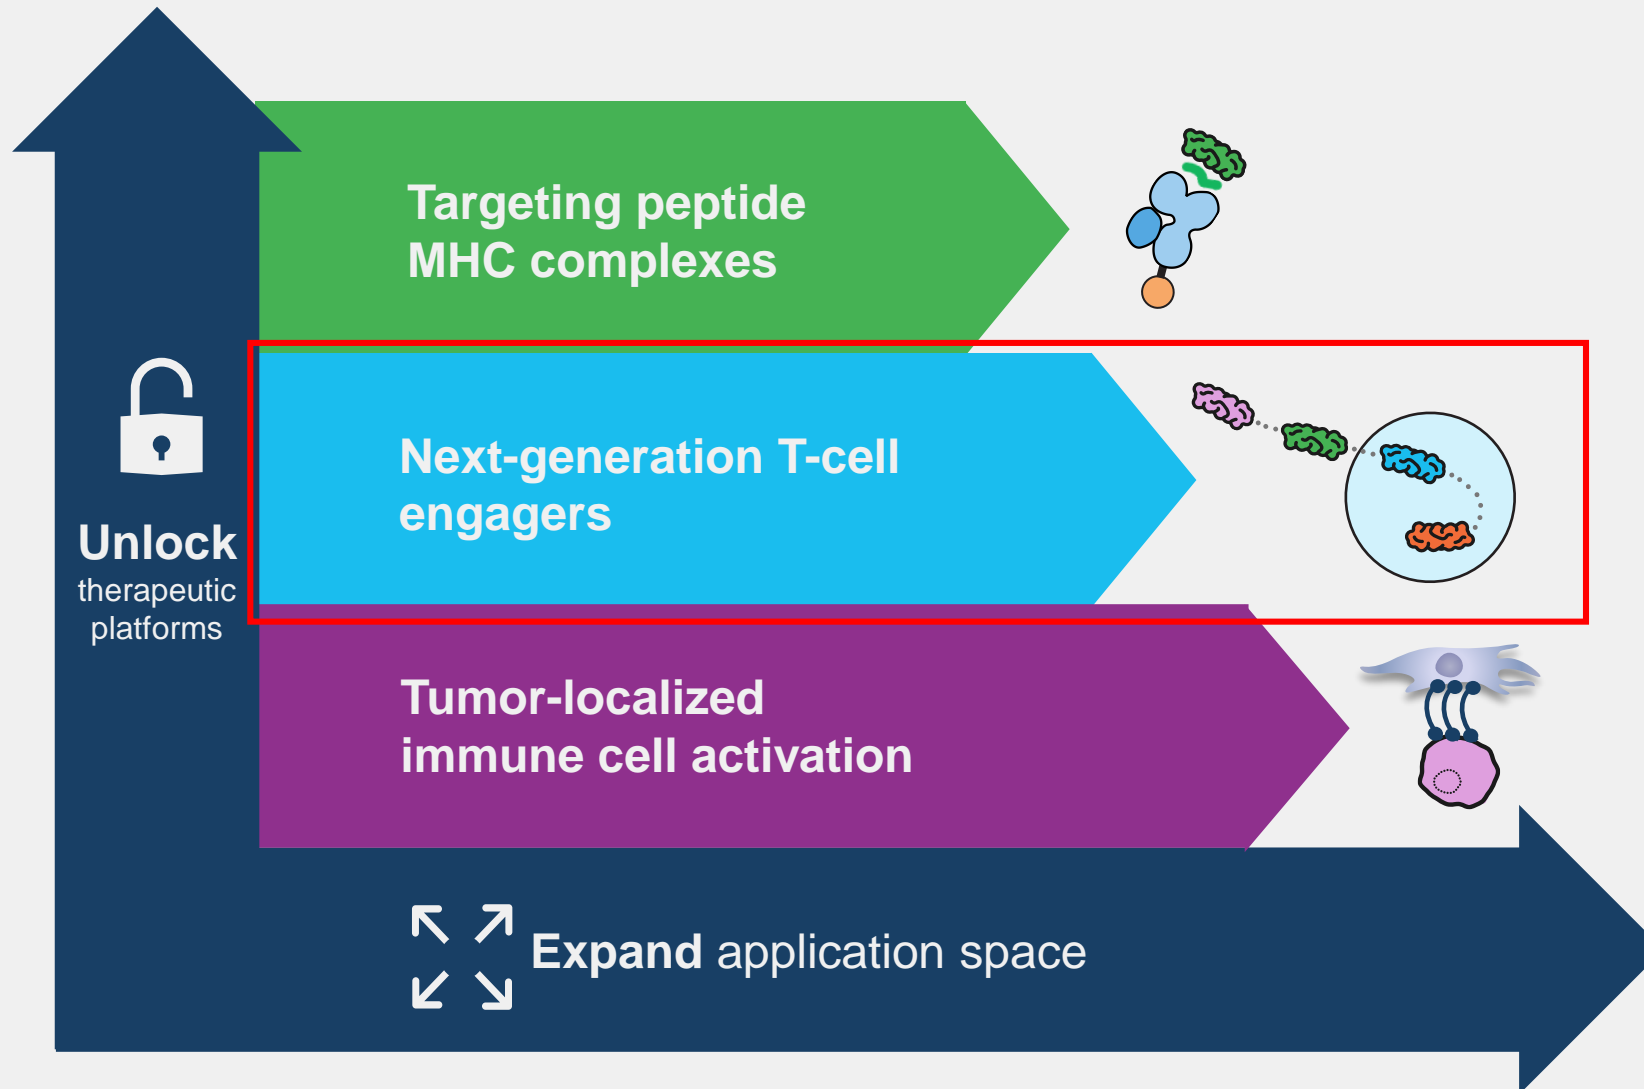 Targeting peptide
MHC complexes
Next-generation T-cell
engagers
Unlock
therapeutic
platforms
Tumor-localized
immune cell activation
Expand application space